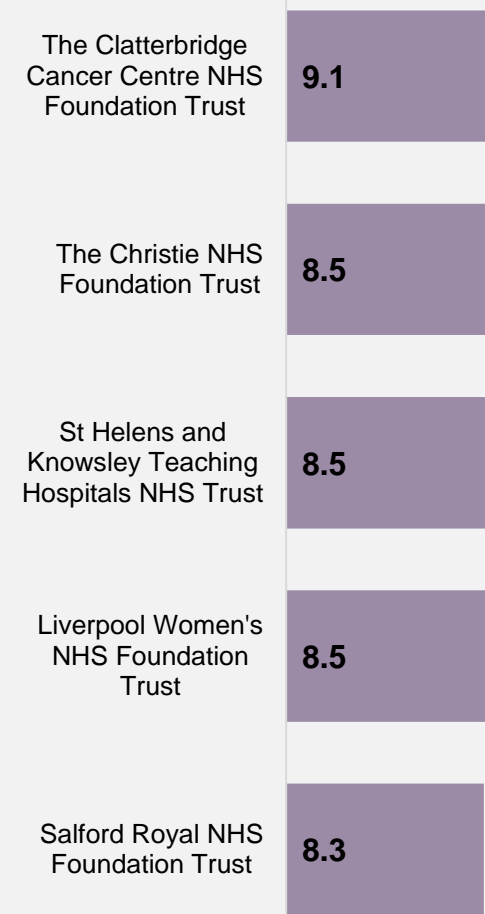 The Clatterbridge
Cancer Centre NHS
Foundation Trust
9.1
The Christie NHS
Foundation Trust
8.5
St Helens and
Knowsley Teaching
Hospitals NHS Trust
8.5
Liverpool Women's
NHS Foundation
Trust
8.5
Salford Royal NHS
Foundation Trust
8.3